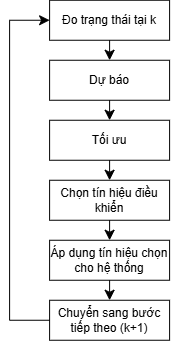 Đo trạng thái tại k
Dự báo
Tối ưu
Chọn tín hiệu điều
khiển
Áp dụng tín hiệu chọn
cho hệ thống
Chuyển sang bước
tiếp theo (k+1)